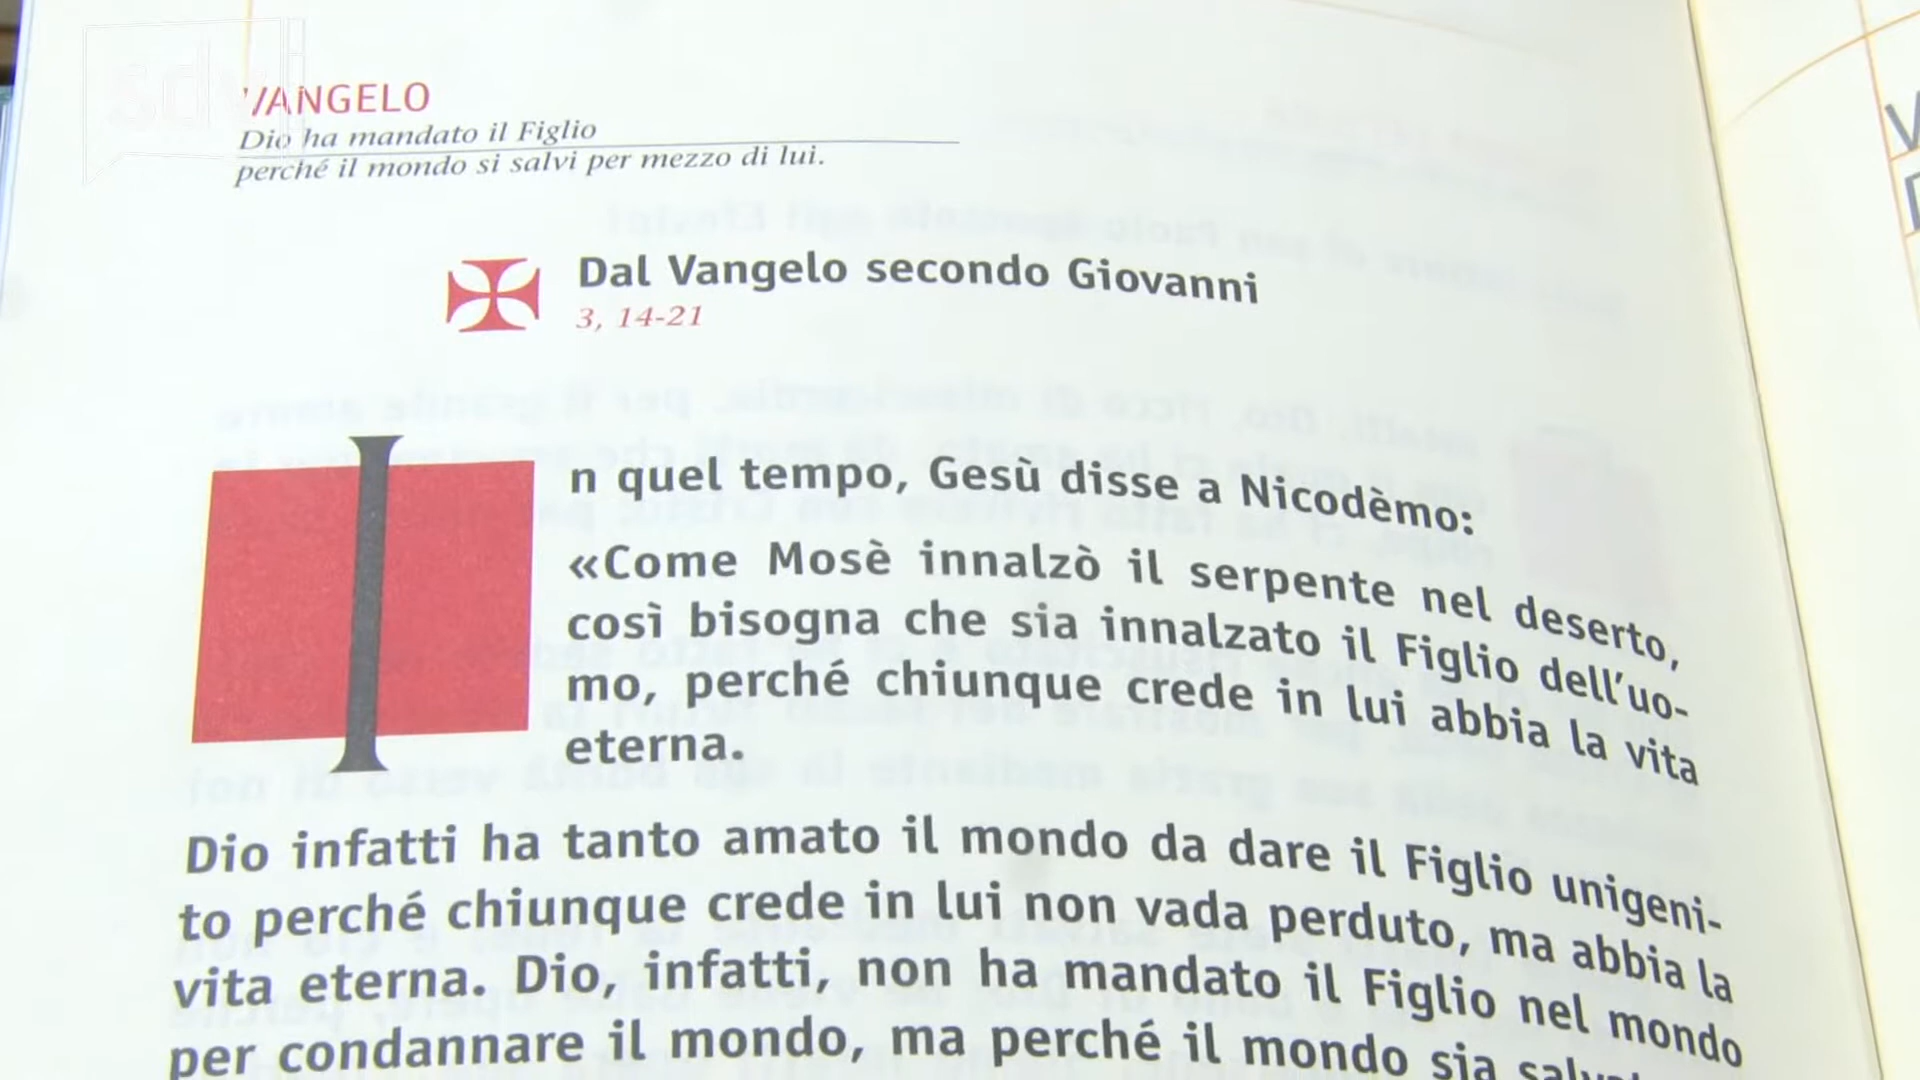 VANGELO
Dio ha mandato il Figlio
perché il mondo si salvi per mezzo di lui.
Dal Vangelo secondo Giovanni
3, 14-21
In quel tempo, Gesù disse a Nicodèmo:
«Come Mosè innalzò il serpente nel deserto,
così bisogna che sia innalzato il Figlio dell'uo-
mo, perché chiunque crede in lui abbia la vita
eterna.
Dio infatti ha tanto amato il mondo da dare il Figlio unigeni-
to perché chiunque crede in lui non vada perduto, ma abbia la
vita eterna. Dio, infatti, non ha mandato il Figlio nel mondo
per condannare il mondo, ma perché il mondo sia